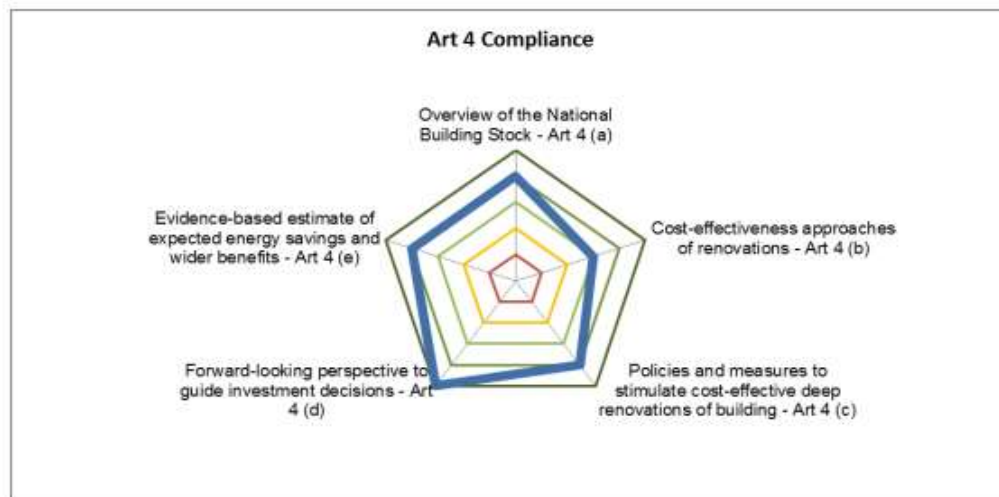 Art 4 Compliance
Overview of the National
Building Stock - Art 4 (a)
Cost-effectiveness approaches
of renovations - Art 4 (b)
Policies and measures to
stimulate cost-effective deep
renovations of building - Art 4 (c)
Forward-looking perspective to
guide investment decisions - Art
4 (d)
Evidence-based estimate of
expected energy savings and
wider benefits - Art 4 (e)